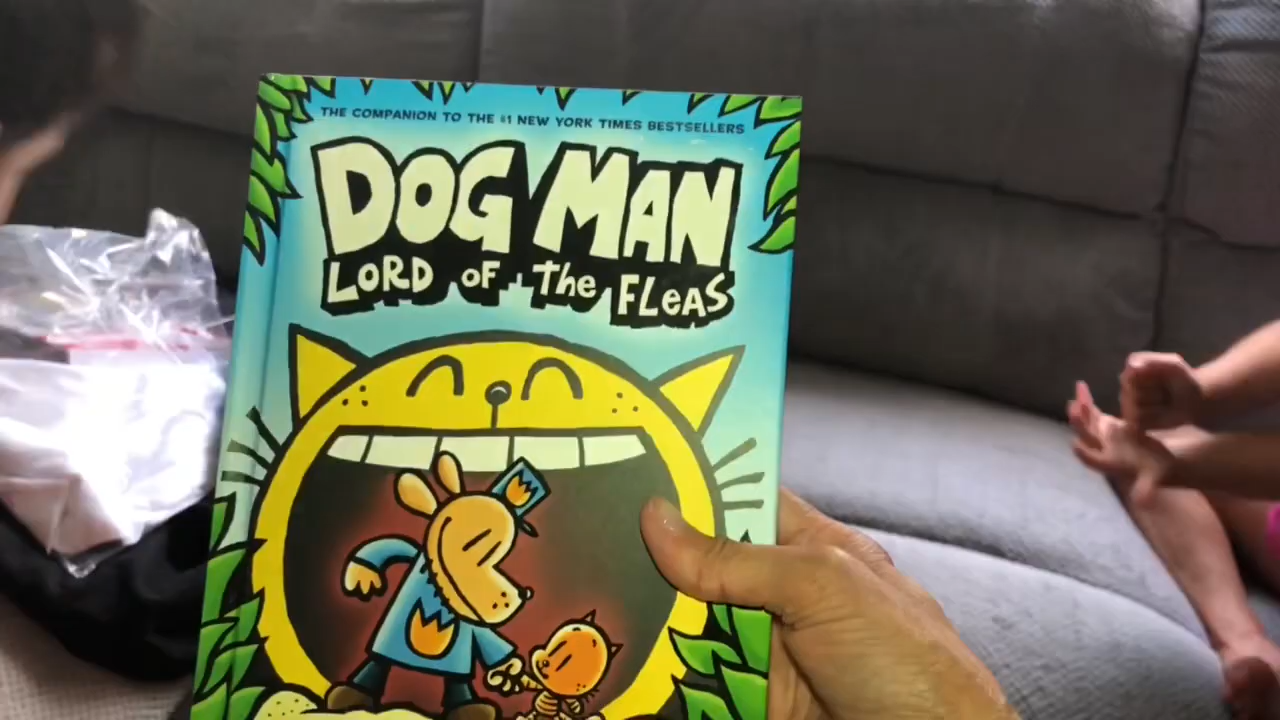 THE COMPANION TO THE #1 NEW YORK TIMES BESTSELLERS
DOG MAN
LORD OF THE FLEAS